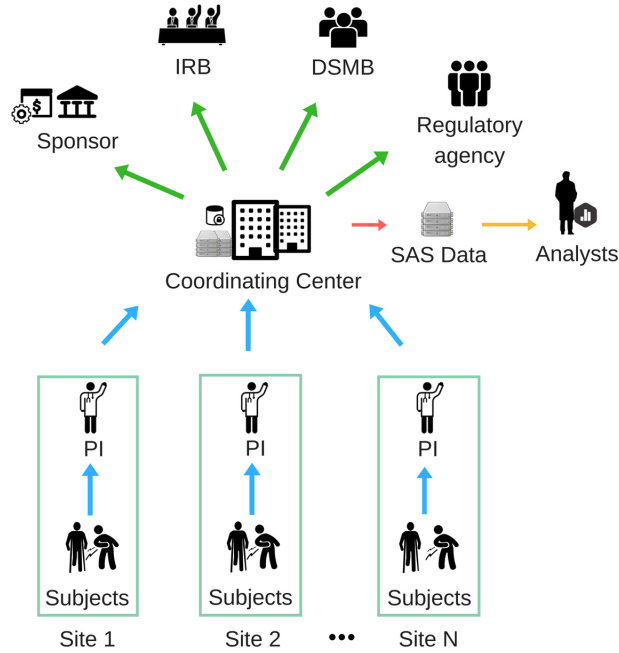 IRB
DSMB
$
Sponsor
Regulatory
agency
SAS Data
Analysts
Coordinating Center
PI
PI
PI
Subjects
Subjects
Subjects
Site 1
Site 2
•••
Site N